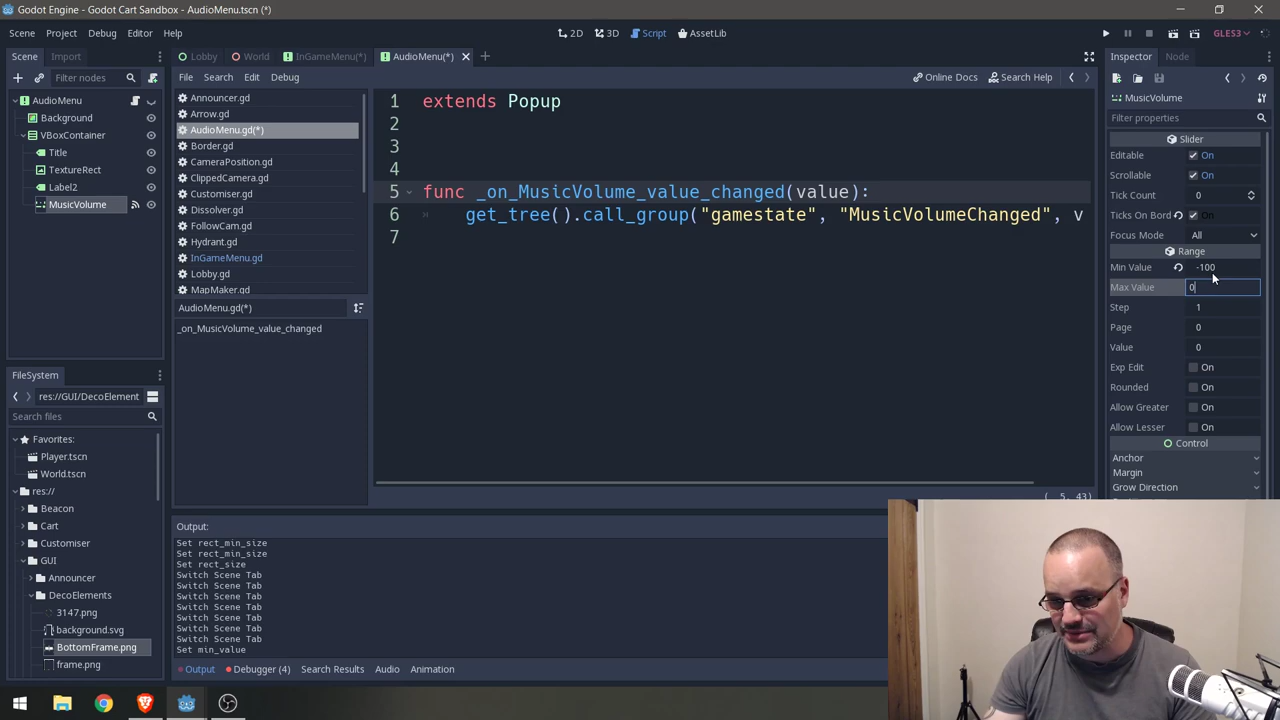 Godot Engine - Godot Cart Sandbox - AudioMenu.tscn (*)
Scene Project Debug Editor Help
2D 3D Script AssetLib
GLES3
Scene Import
Filter nodes
AudioMenu
Background
VBoxContainer
Title
TextureRect
Label2
MusicVolume
FileSystem
res://GUI/DecoElement
Search files
Favorites:
Player.tscn
World.tscn
res://
Beacon
Cart
Customiser
GUI
Announcer
DecoElements
3147.png
background.svg
BottomFrame.png
frame.png
Lobby World InGameMenu(*) AudioMenu(*)
File Search Edit Debug
Online Docs Search Help
Announcer.gd
Arrow.gd
AudioMenu.gd(*)
Border.gd
CameraPosition.gd
ClippedCamera.gd
Customiser.gd
Dissolver.gd
FollowCam.gd
Hydrant.gd
InGameMenu.gd
Lobby.gd
MapMaker.gd
AudioMenu.gd(*)
_on_MusicVolume_value_changed
1 extends Popup
2
3
4
5 func _on_MusicVolume_value_changed(value):
6 get_tree().call_group("gamestate", "MusicVolumeChanged", v
7
( 5, 43)
Output:
Set rect_min_size
Set rect_min_size
Set rect_size
Switch Scene Tab
Switch Scene Tab
Switch Scene Tab
Switch Scene Tab
Switch Scene Tab
Switch Scene Tab
Set min_value
Output Debugger (4) Search Results Audio Animation
Inspector Node
MusicVolume
Filter properties
Slider
Editable On
Scrollable On
Tick Count 0
Ticks On Bord On
Focus Mode All
Range
Min Value -100
Max Value 0
Step 1
Page 0
Value 0
Exp Edit On
Rounded On
Allow Greater On
Allow Lesser On
Control
Anchor
Margin
Grow Direction